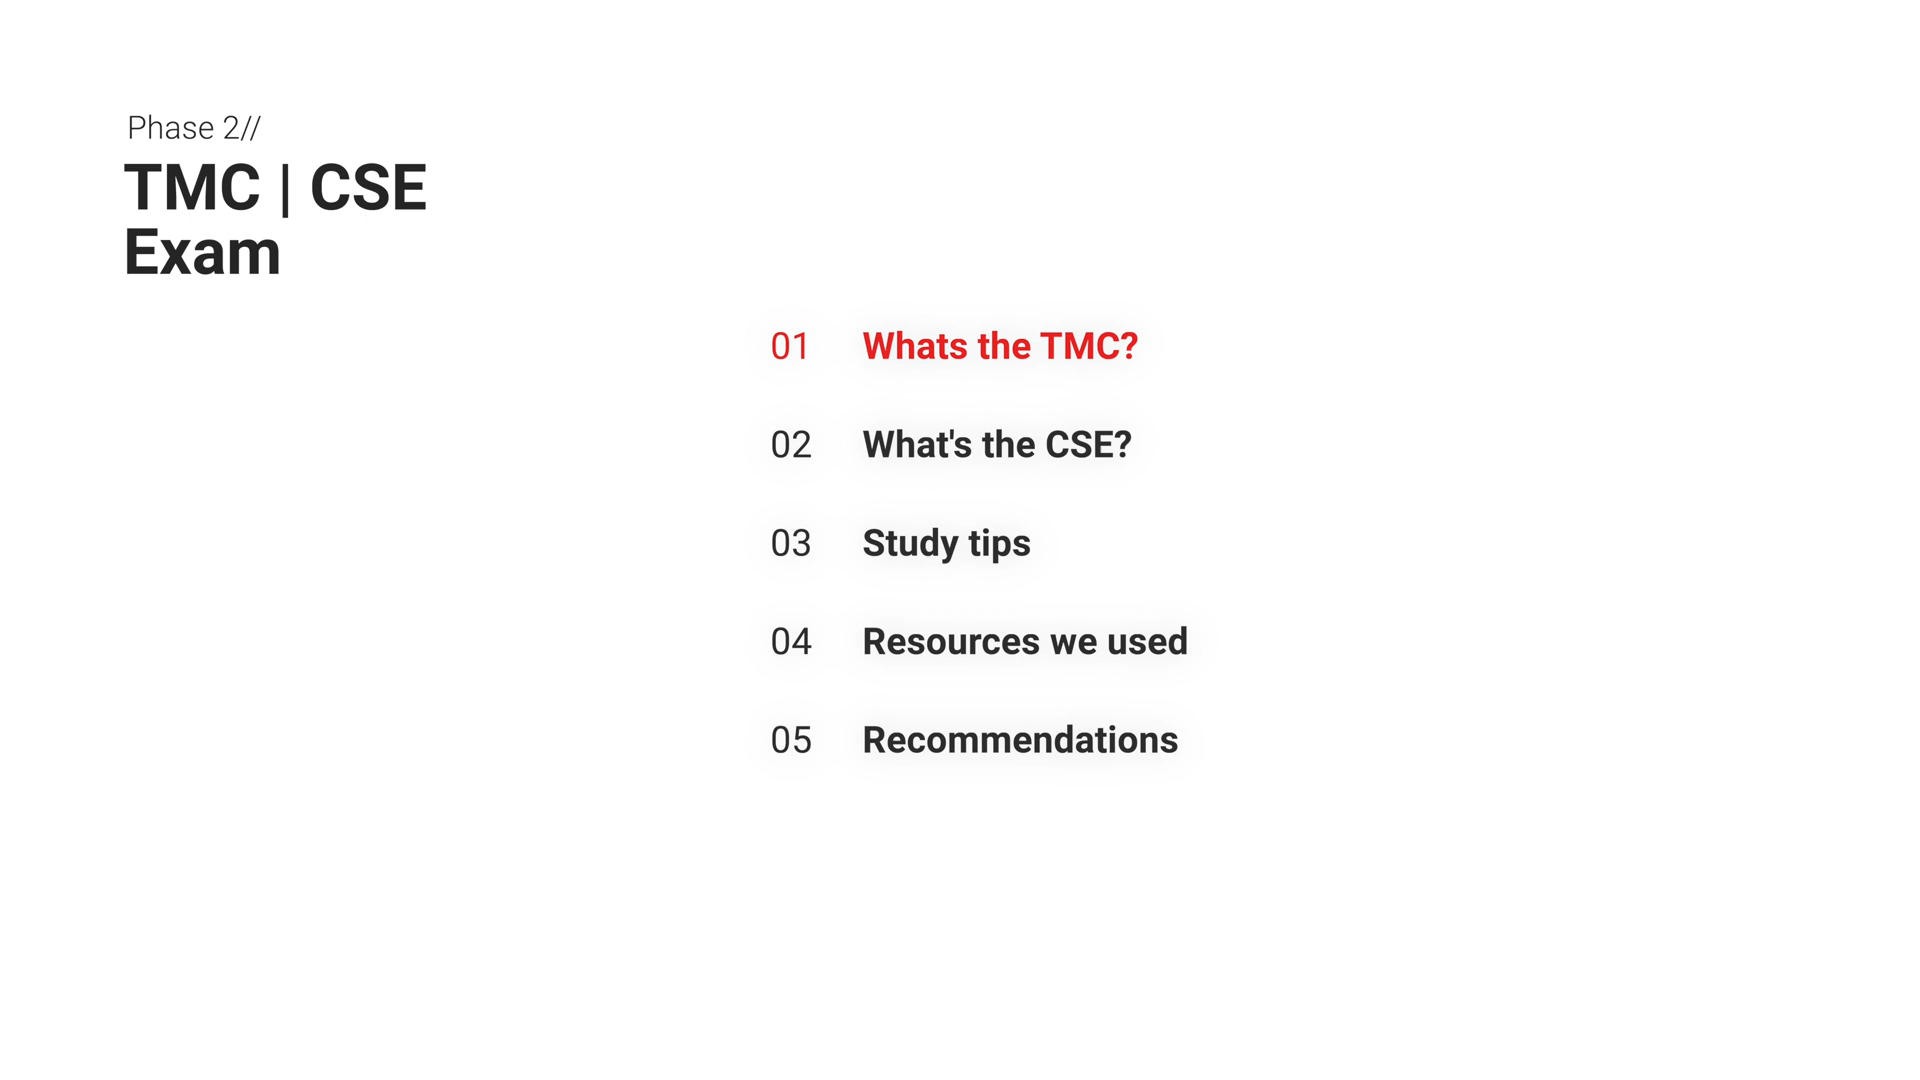 Phase 2//
TMC | CSE
Exam
01 Whats the TMC?
02 What's the CSE?
03 Study tips
04 Resources we used
05 Recommendations